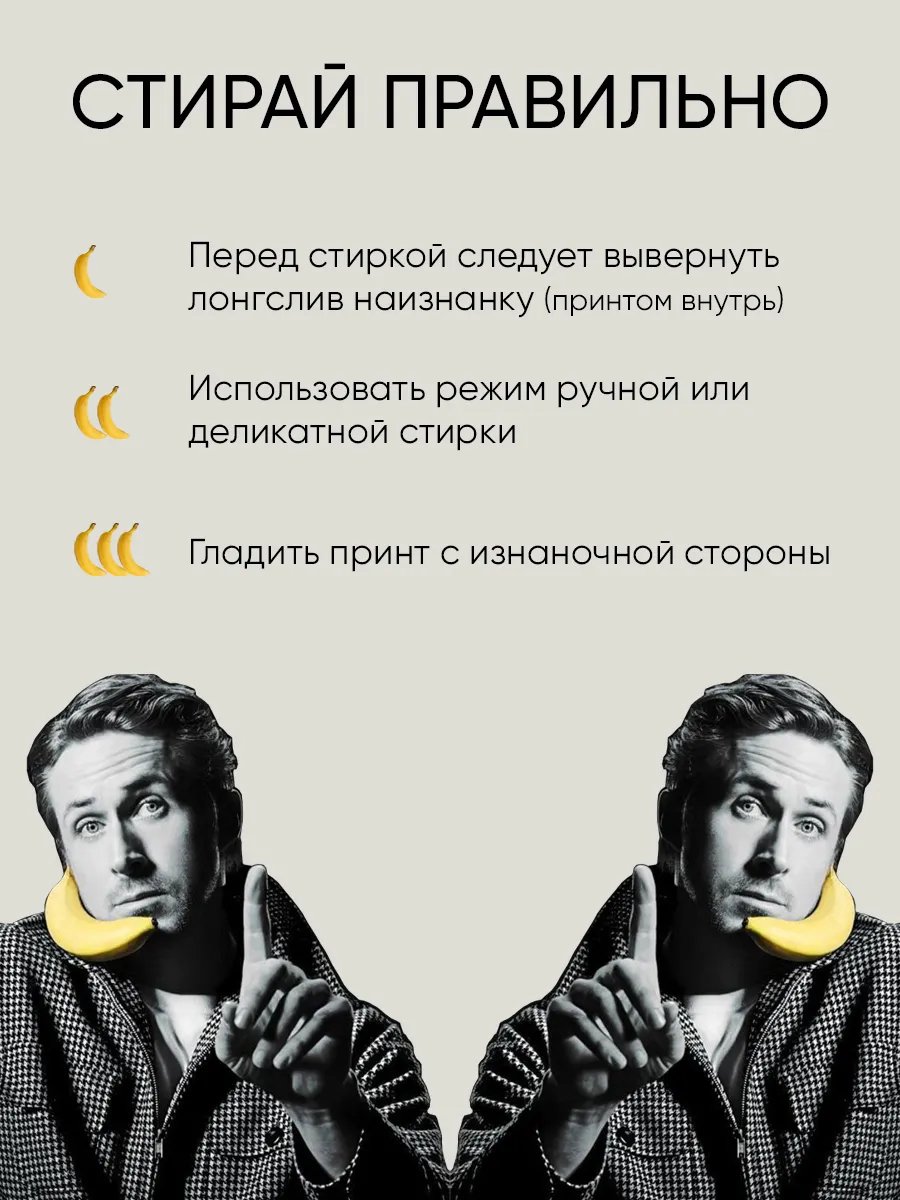 СТИРАЙ ПРАВИЛЬНО
Перед стиркой следует вывернуть
лонгслив наизнанку (принтом внутрь)
Использовать режим ручной или
деликатной стирки
Гладить принт с изнаночной стороны